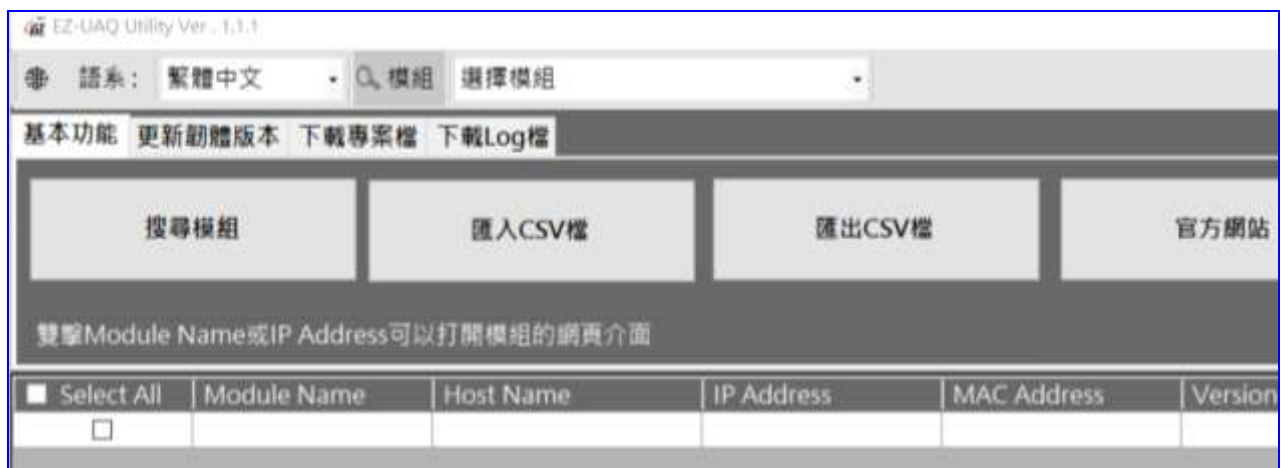 EZ-UAQ Utility Ver . 1.1.1
語系： 繁體中文 模組 選擇模組
基本功能 更新韌體版本 下載專案檔 下載Log檔
搜尋模組 匯入CSV檔 匯出CSV檔 官方網站
雙擊Module Name或IP Address可以打開模組的網頁介面
Select All Module Name Host Name IP Address MAC Address Version